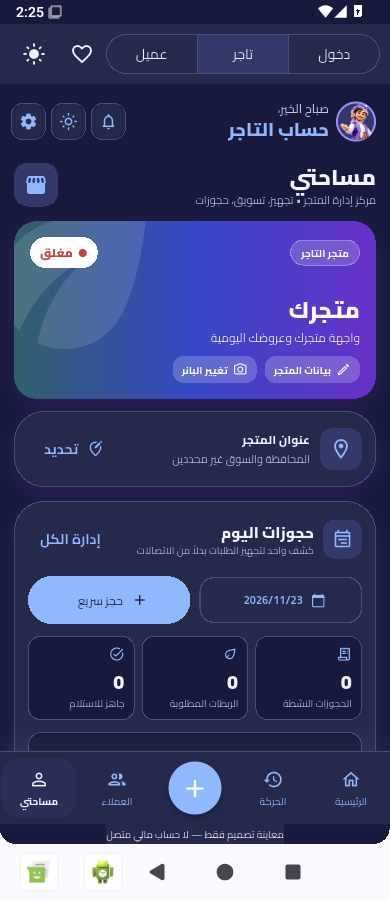 2:25
دخول
تاجر
عميل
صباح الخير،
حساب التاجر
مساحتي
مركز إدارة المتجر • تجهيز، تسويق، حجوزات
متجر التاجر
مغلق
متجرك
واجهة متجرك وعروضك اليومية
بيانات المتجر
تغيير البانر
عنوان المتجر
المحافظة والسوق غير محددين
تحديد
حجوزات اليوم
كشف واحد لتجهيز الطلبات بدلاً من الاتصالات
إدارة الكل
2026/11/23
حجز سريع
0
الحجوزات النشطة
0
الربطات المطلوبة
0
جاهز للاستلام
الرئيسية
الحركة
العملاء
مساحتي
معاينة تصميم فقط — لا حساب مالي متصل